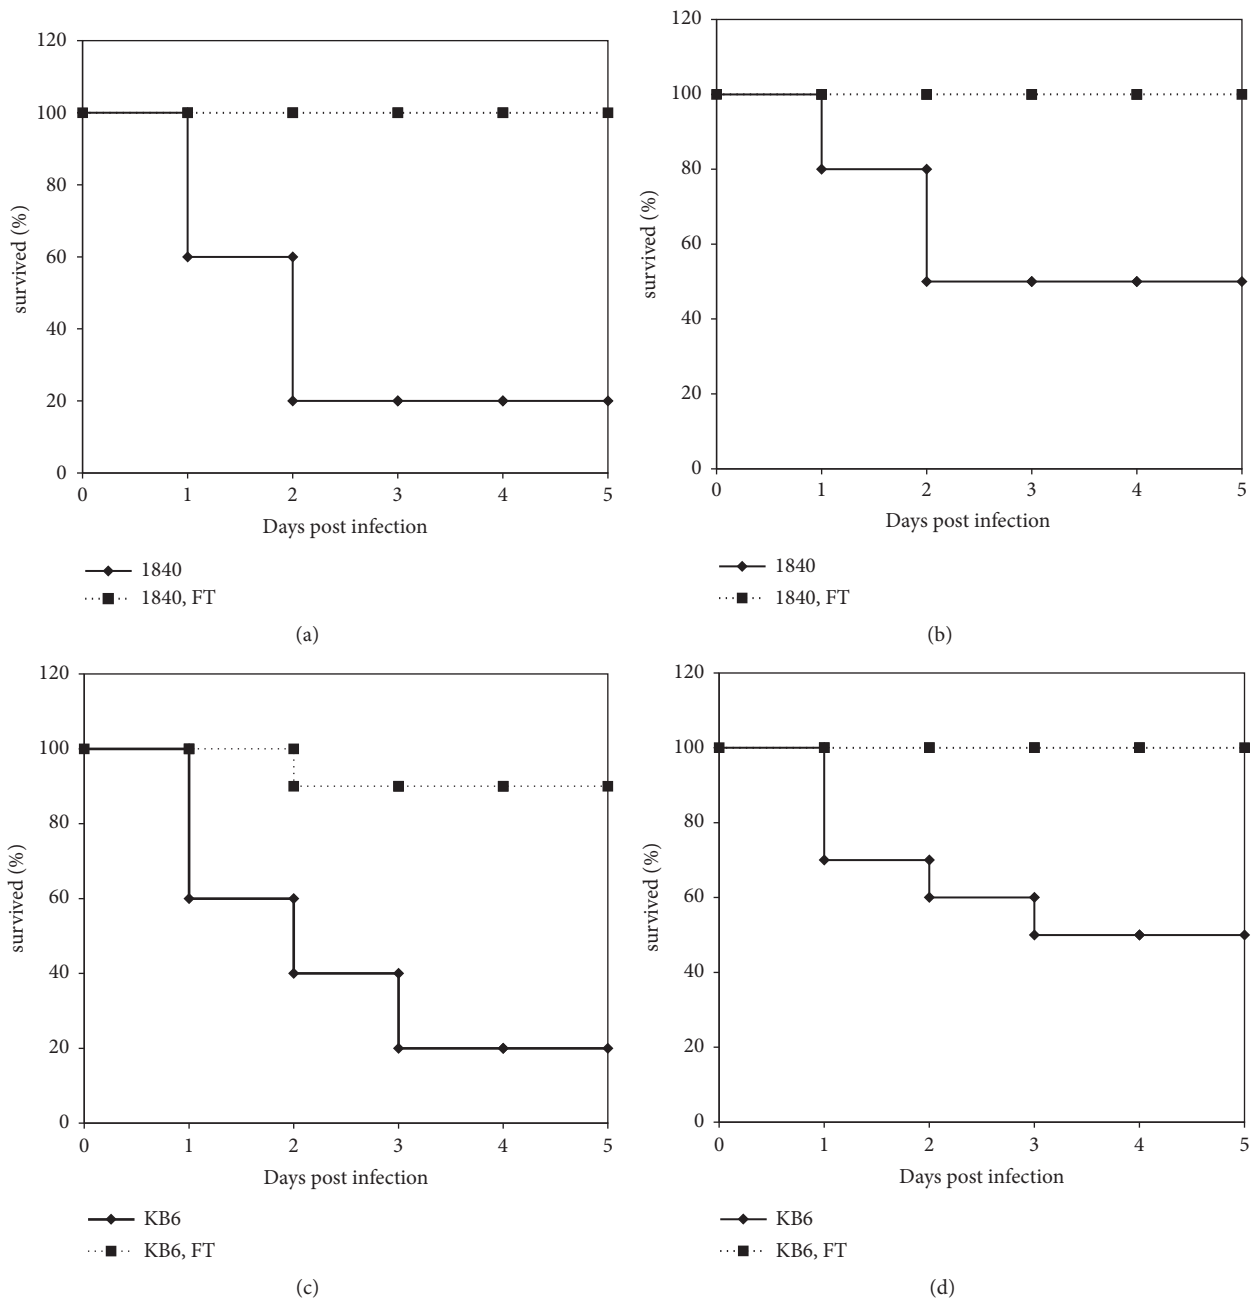 120
100
80
60
40
20
0
survived (%)
0 1 2 3 4 5
Days post infection
1840
1840, FT
(a)
120
100
80
60
40
20
0
survived (%)
0 1 2 3 4 5
Days post infection
1840
1840, FT
(b)
120
100
80
60
40
20
0
survived (%)
0 1 2 3 4 5
Days post infection
KB6
KB6, FT
(c)
120
100
80
60
40
20
0
survived (%)
0 1 2 3 4 5
Days post infection
KB6
KB6, FT
(d)